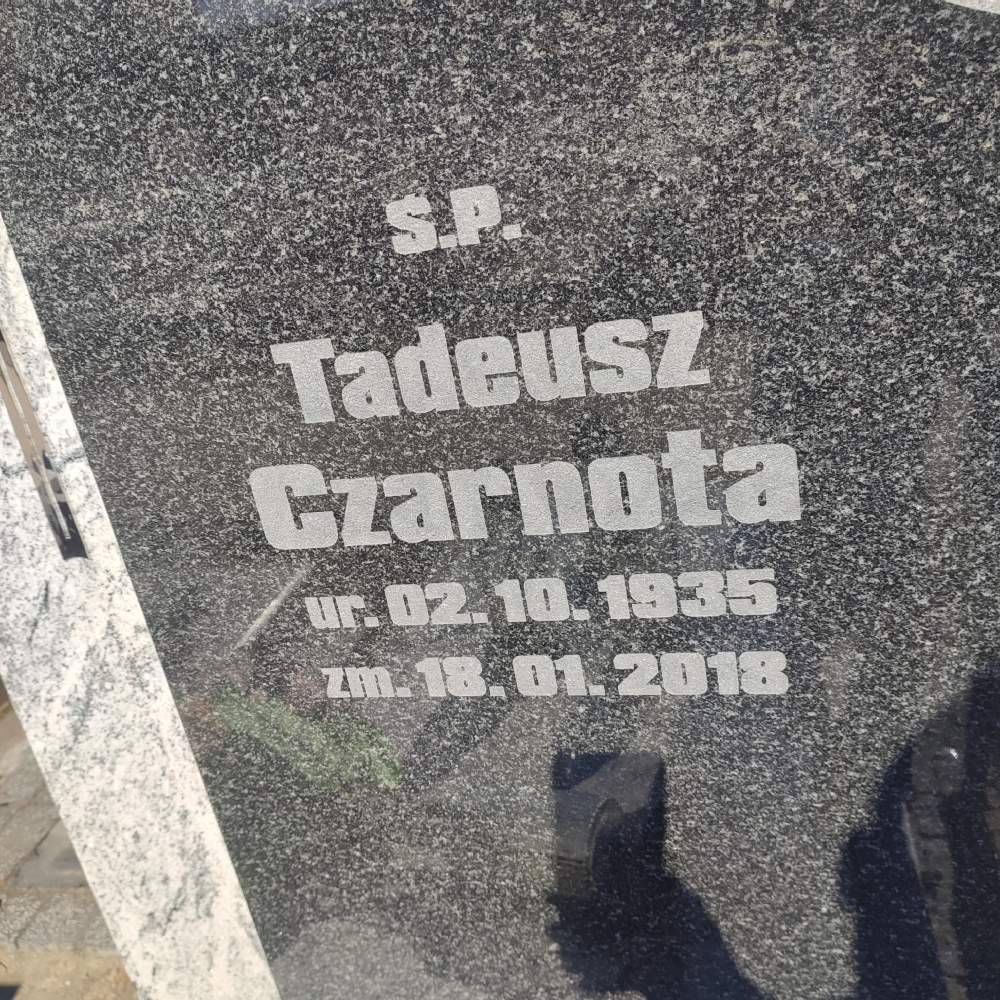 Ś.P.
Tadeusz
Czarnota
ur. 02. 10. 1935
zm. 18. 01. 2018